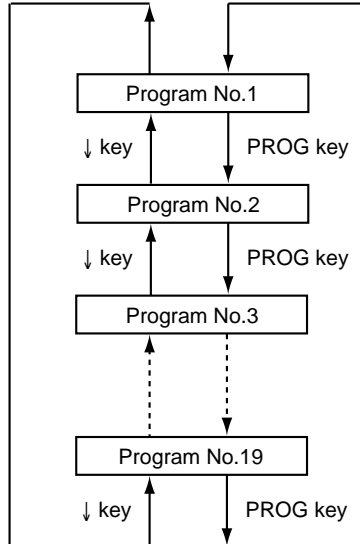 Program No.1
↓ key PROG key
Program No.2
↓ key PROG key
Program No.3
Program No.19
↓ key PROG key